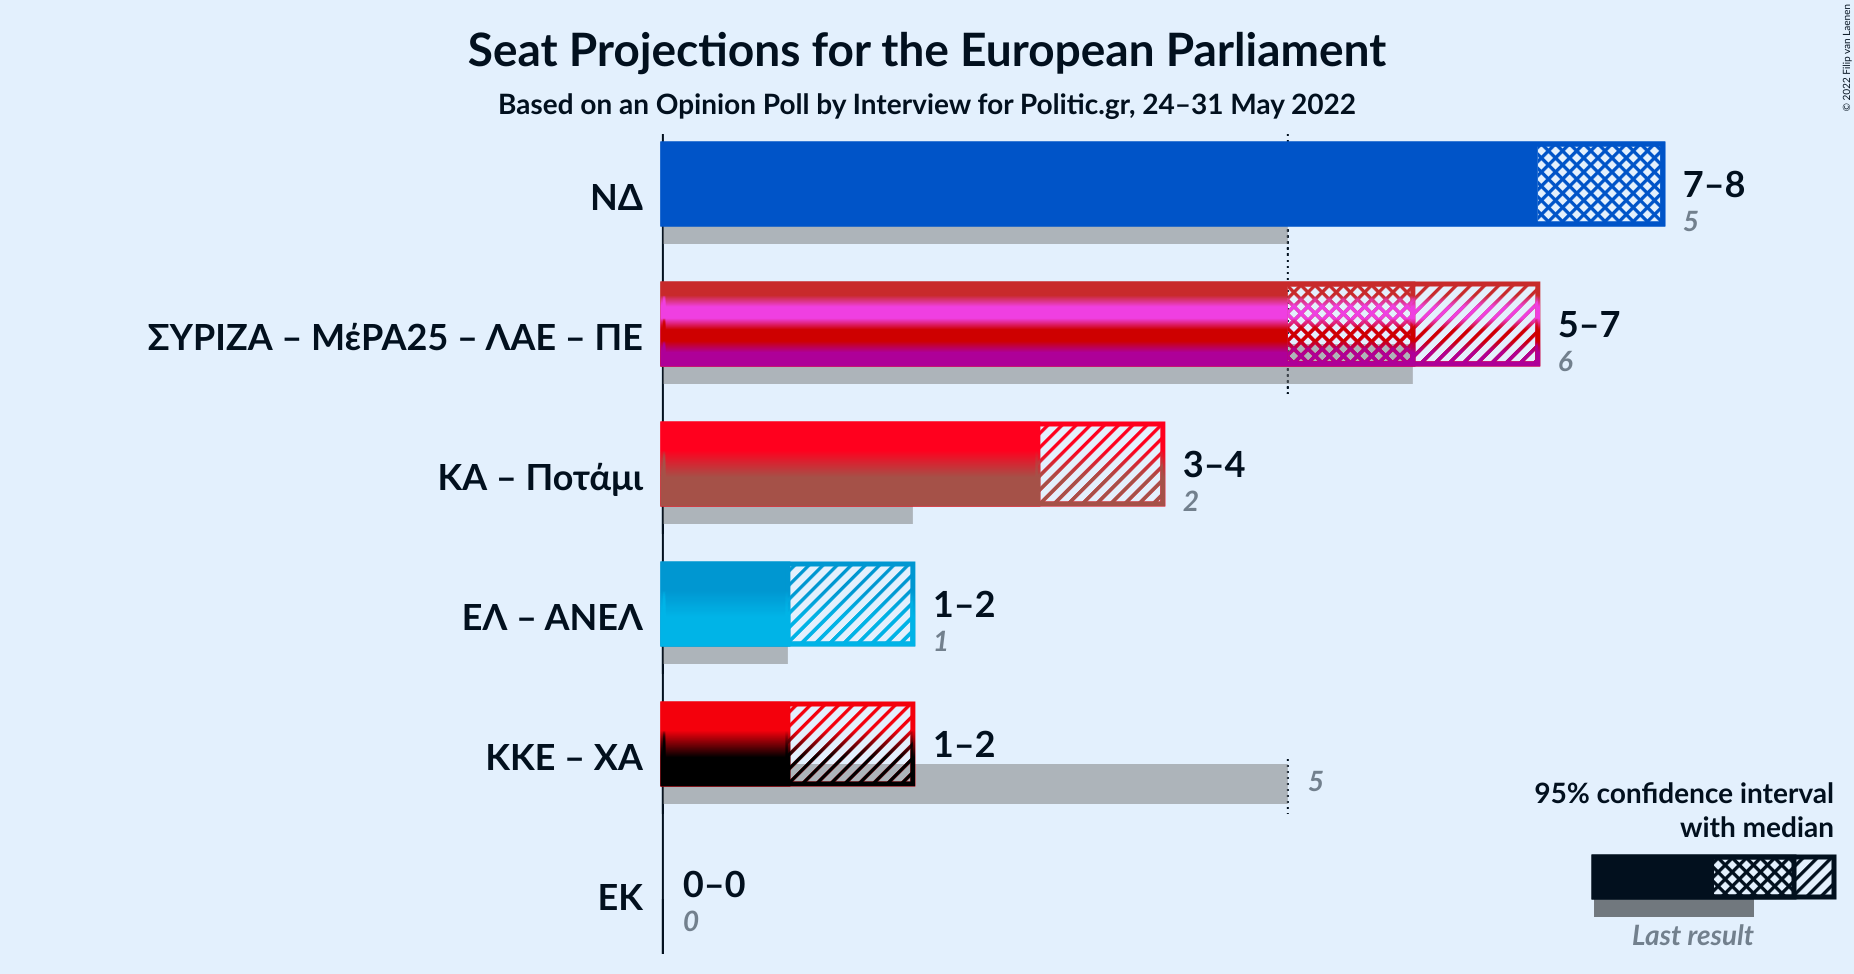 Seat Projections for the European Parliament
Based on an Opinion Poll by Interview for Politic.gr, 24–31 May 2022
© 2022 Filip van Laenen
ΝΔ
7–8
5
ΣΥΡΙΖΑ – ΜέΡΑ25 – ΛΑΕ – ΠΕ
5–7
6
ΚΑ – Ποτάμι
3–4
2
ΕΛ – ΑΝΕΛ
1–2
1
ΚΚΕ – ΧΑ
1–2
5
ΕΚ
0–0
0
95% confidence interval
with median
Last result